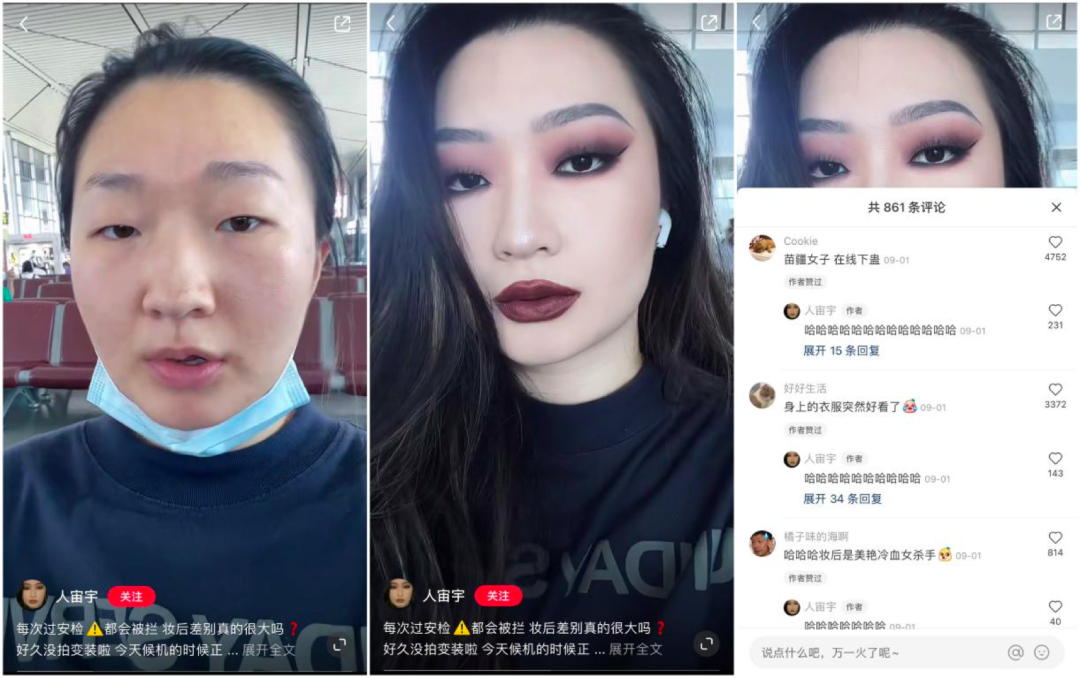 人宙宇 关注
每次过安检⚠️都会被拦 妆后差别真的很大吗❓
好久没拍变装啦 今天候机的时候正 ... 展开全文
人宙宇 关注
每次过安检⚠️都会被拦 妆后差别真的很大吗❓
好久没拍变装啦 今天候机的时候正 ... 展开全文
共 861 条评论
Cookie
苗疆女子 在线下蛊 09-01
4752
作者赞过
人宙宇 作者
哈哈哈哈哈哈哈哈哈哈哈哈哈 09-01
231
展开 15 条回复
好好生活
身上的衣服突然好看了🤡 09-01
3372
作者赞过
人宙宇 作者
哈哈哈哈哈哈哈哈哈哈 09-01
143
展开 34 条回复
橘子味的海啊
哈哈哈妆后是美艳冷血女杀手 09-01
814
作者赞过
人宙宇 作者
哈哈哈哈哈哈哈 09-01
40
说点什么吧，万一火了呢~